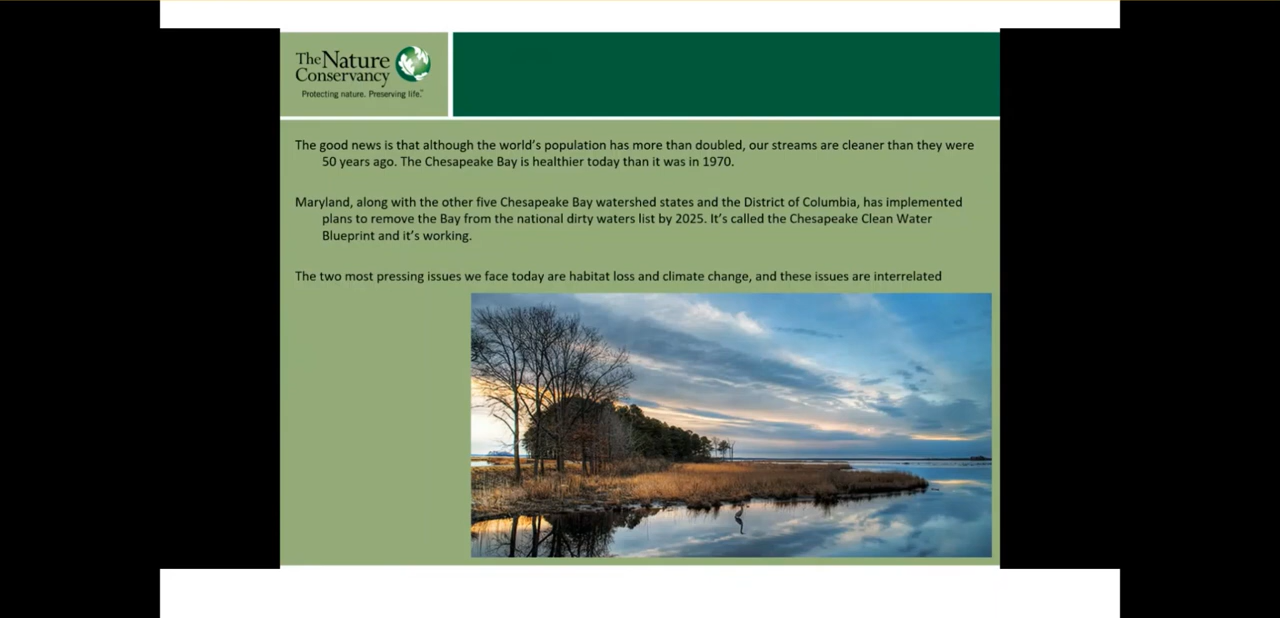 The Nature
Conservancy
Protecting nature. Preserving life.™
The good news is that although the world's population has more than doubled, our streams are cleaner than they were
50 years ago. The Chesapeake Bay is healthier today than it was in 1970.
Maryland, along with the other five Chesapeake Bay watershed states and the District of Columbia, has implemented
plans to remove the Bay from the national dirty waters list by 2025. It's called the Chesapeake Clean Water
Blueprint and it's working.
The two most pressing issues we face today are habitat loss and climate change, and these issues are interrelated